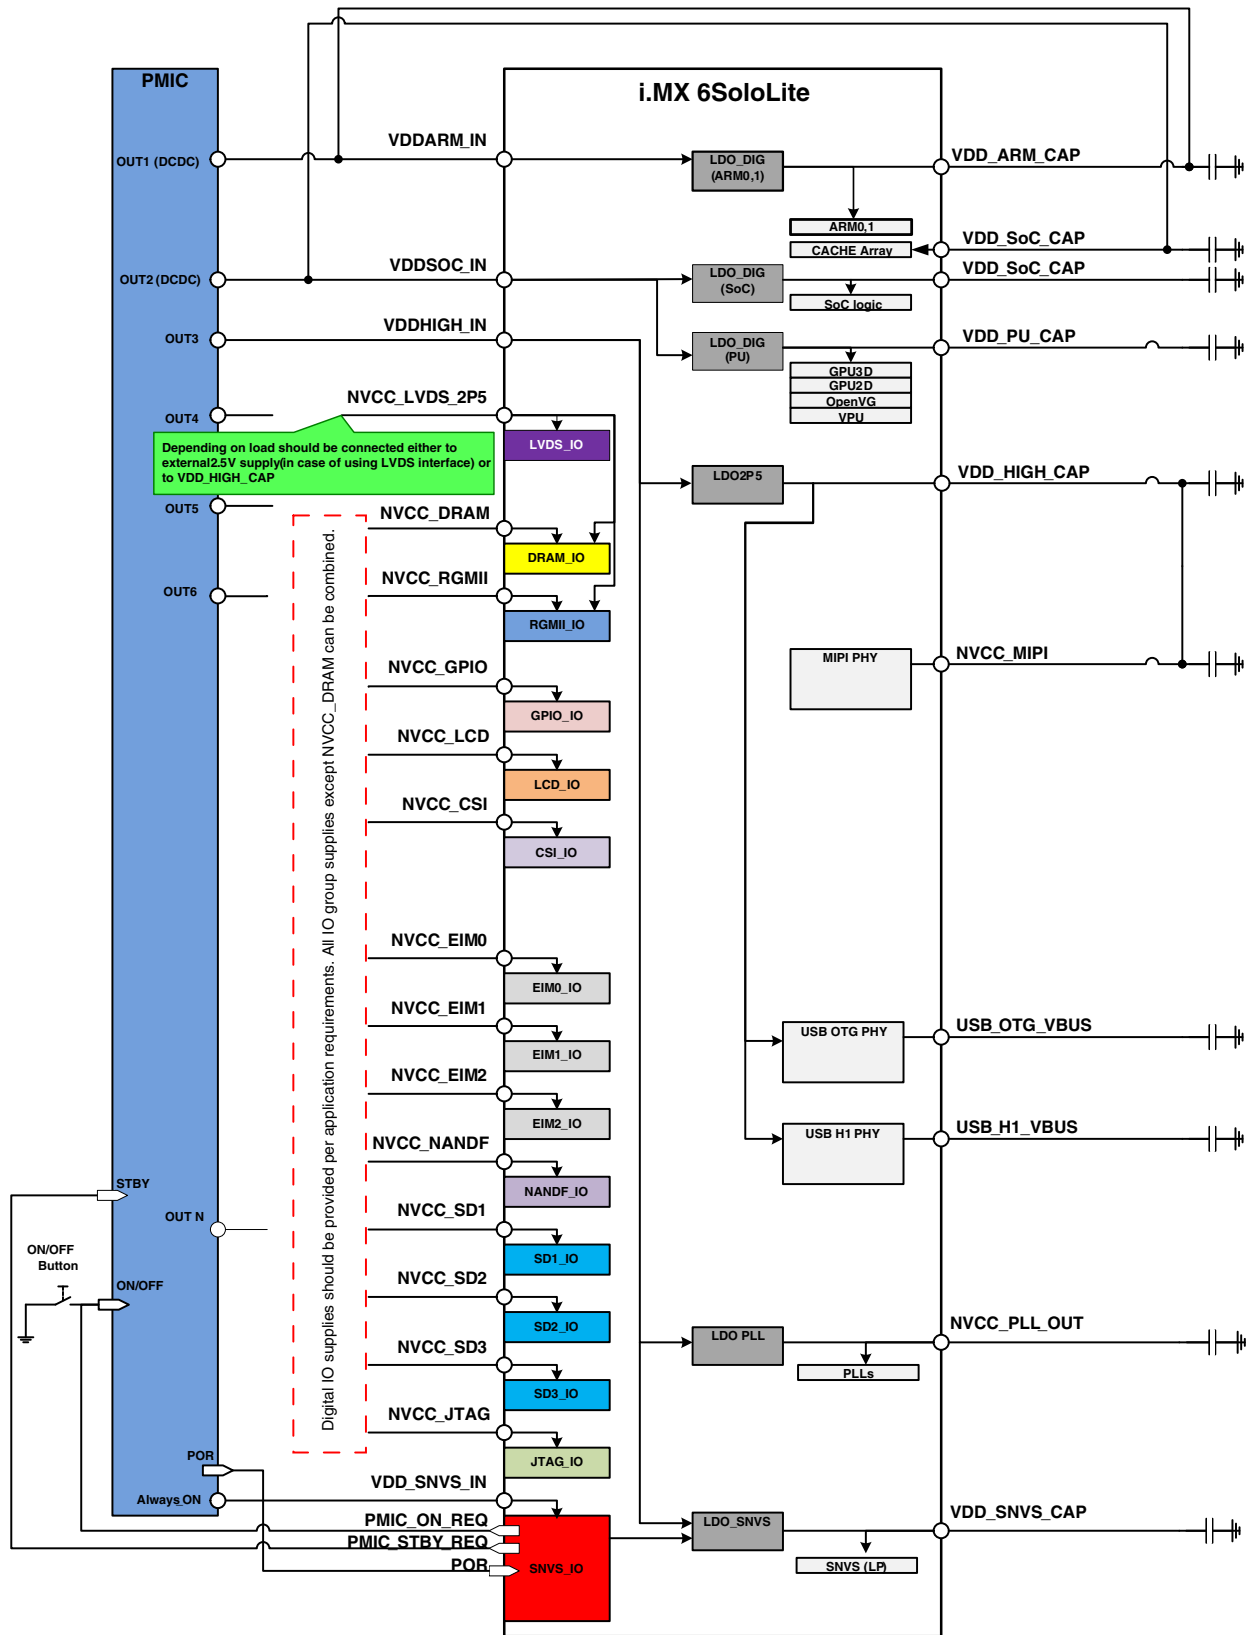 PMIC
i.MX 6SoloLite
OUT1 (DCDC)
VDDARM_IN
LDO_DIG
(ARM0,1)
VDD_ARM_CAP
ARM0,1
CACHE Array
VDD_SoC_CAP
OUT2 (DCDC)
VDDSOC_IN
LDO_DIG
(SoC)
VDD_SoC_CAP
SoC logic
OUT3
VDDHIGH_IN
LDO_DIG
(PU)
VDD_PU_CAP
GPU3D
GPU2D
OpenVG
VPU
OUT4
NVCC_LVDS_2P5
LVDS_IO
Depending on load should be connected either to
external2.5V supply(in case of using LVDS interface) or
to VDD_HIGH_CAP
LDO2P5
VDD_HIGH_CAP
OUT5
NVCC_DRAM
DRAM_IO
OUT6
NVCC_RGMII
RGMII_IO
Digital IO supplies should be provided per application requirements. All IO group supplies except NVCC_DRAM can be combined.
MIPI PHY
NVCC_MIPI
NVCC_GPIO
GPIO_IO
NVCC_LCD
LCD_IO
NVCC_CSI
CSI_IO
NVCC_EIM0
EIM0_IO
NVCC_EIM1
EIM1_IO
USB OTG PHY
USB_OTG_VBUS
NVCC_EIM2
EIM2_IO
USB H1 PHY
USB_H1_VBUS
NVCC_NANDF
NANDF_IO
STBY
OUT N
NVCC_SD1
SD1_IO
ON/OFF
Button
ON/OFF
NVCC_SD2
SD2_IO
LDO PLL
NVCC_PLL_OUT
PLLs
NVCC_SD3
SD3_IO
NVCC_JTAG
JTAG_IO
POR
Always_ON
VDD_SNVS_IN
PMIC_ON_REQ
PMIC_STBY_REQ
POR
SNVS_IO
LDO_SNVS
VDD_SNVS_CAP
SNVS (LP)